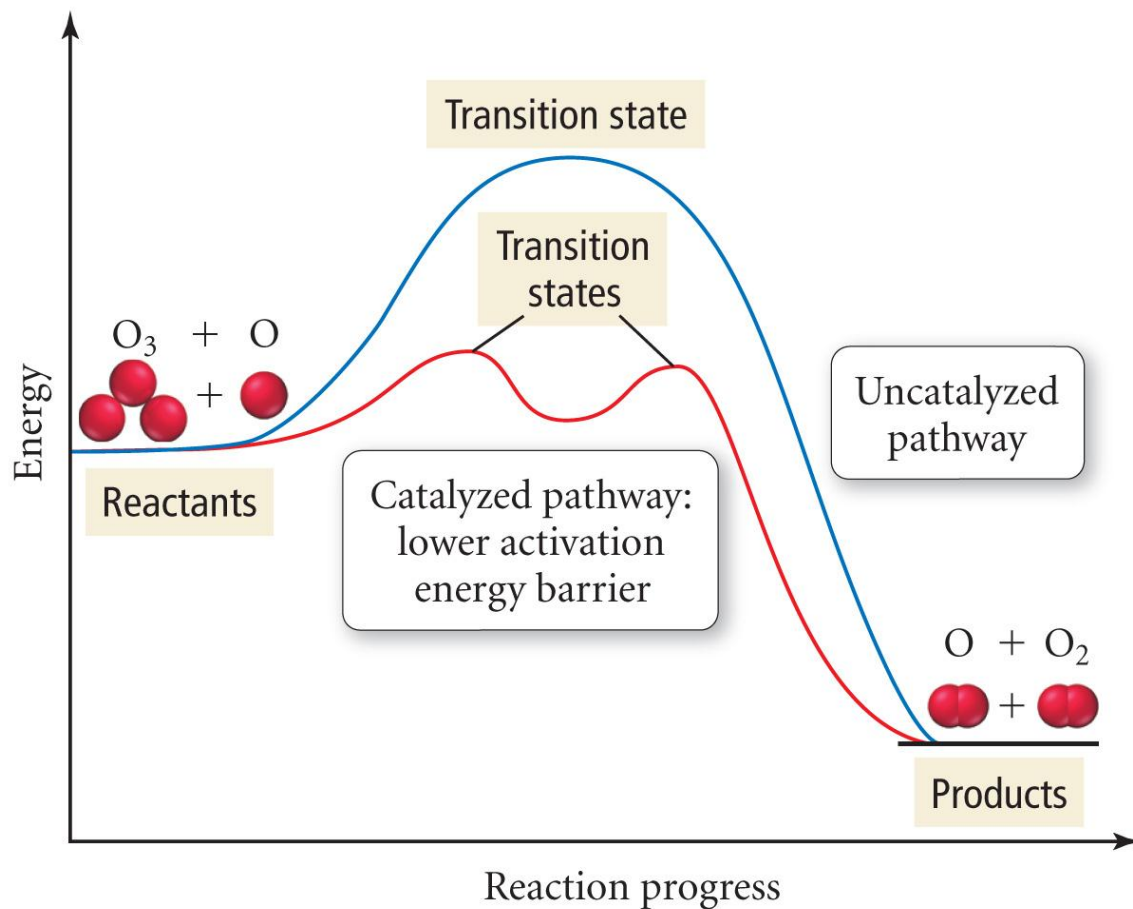 Transition state
Transition
states
O₃ + O
+
Reactants
Uncatalyzed
pathway
Catalyzed pathway:
lower activation
energy barrier
O + O₂
+
Products
Energy
Reaction progress